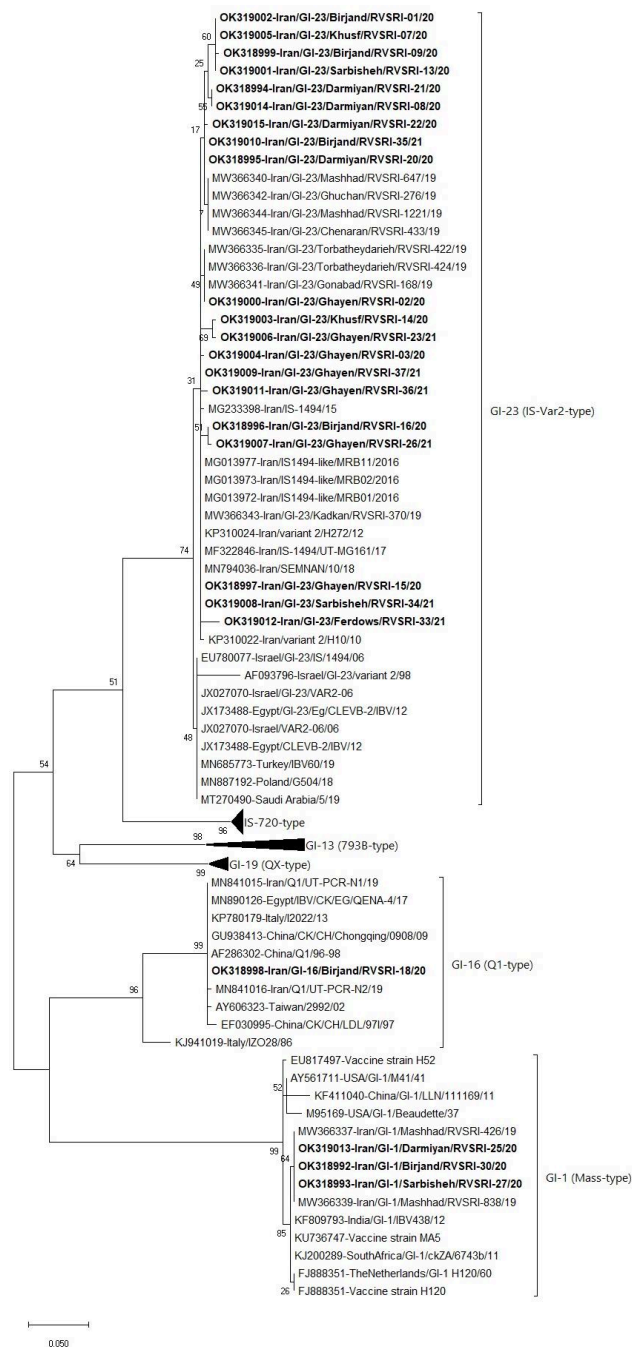 OK319002-Iran/GI-23/Birjand/RVSRI-01/20
60
OK319005-Iran/GI-23/Khusf/RVSRI-07/20
OK318999-Iran/GI-23/Birjand/RVSRI-09/20
25
OK319001-Iran/GI-23/Sarbisheh/RVSRI-13/20
OK318994-Iran/GI-23/Darmiyan/RVSRI-21/20
55
OK319014-Iran/GI-23/Darmiyan/RVSRI-08/20
OK319015-Iran/GI-23/Darmiyan/RVSRI-22/20
17
OK319010-Iran/GI-23/Birjand/RVSRI-35/21
OK318995-Iran/GI-23/Darmiyan/RVSRI-20/20
MW366340-Iran/GI-23/Mashhad/RVSRI-647/19
MW366342-Iran/GI-23/Ghuchan/RVSRI-276/19
7
MW366344-Iran/GI-23/Mashhad/RVSRI-1221/19
MW366345-Iran/GI-23/Chenaran/RVSRI-433/19
MW366335-Iran/GI-23/Torbatheydarieh/RVSRI-422/19
MW366336-Iran/GI-23/Torbatheydarieh/RVSRI-424/19
49
MW366341-Iran/GI-23/Gonabad/RVSRI-168/19
OK319000-Iran/GI-23/Ghayen/RVSRI-02/20
OK319003-Iran/GI-23/Khusf/RVSRI-14/20
69
OK319006-Iran/GI-23/Ghayen/RVSRI-23/21
OK319004-Iran/GI-23/Ghayen/RVSRI-03/20
OK319009-Iran/GI-23/Ghayen/RVSRI-37/21
31
OK319011-Iran/GI-23/Ghayen/RVSRI-36/21
MG233398-Iran/IS-1494/15
GI-23 (IS-Var2-type)
51
OK318996-Iran/GI-23/Birjand/RVSRI-16/20
OK319007-Iran/GI-23/Ghayen/RVSRI-26/21
MG013977-Iran/IS1494-like/MRB11/2016
MG013973-Iran/IS1494-like/MRB02/2016
MG013972-Iran/IS1494-like/MRB01/2016
MW366343-Iran/GI-23/Kadkan/RVSRI-370/19
KP310024-Iran/variant 2/H272/12
74
MF322846-Iran/IS-1494/UT-MG161/17
MN794036-Iran/SEMNAN/10/18
OK318997-Iran/GI-23/Ghayen/RVSRI-15/20
OK319008-Iran/GI-23/Sarbisheh/RVSRI-34/21
OK319012-Iran/GI-23/Ferdows/RVSRI-33/21
KP310022-Iran/variant 2/H10/10
EU780077-Israel/GI-23/IS/1494/06
AF093796-Israel/GI-23/variant 2/98
51
JX027070-Israel/GI-23/VAR2-06
JX173488-Egypt/GI-23/Eg/CLEVB-2/IBV/12
JX027070-Israel/VAR2-06/06
48
JX173488-Egypt/CLEVB-2/IBV/12
MN685773-Turkey/IBV60/19
54
MN887192-Poland/G504/18
MT270490-Saudi Arabia/5/19
IS-720-type
96
98
GI-13 (793B-type)
64
GI-19 (QX-type)
99
MN841015-Iran/Q1/UT-PCR-N1/19
MN890126-Egypt/IBV/CK/EG/QENA-4/17
KP780179-Italy/I2022/13
GU938413-China/CK/CH/Chongqing/0908/09
99
AF286302-China/Q1/96-98
GI-16 (Q1-type)
OK318998-Iran/GI-16/Birjand/RVSRI-18/20
96
MN841016-Iran/Q1/UT-PCR-N2/19
AY606323-Taiwan/2992/02
EF030995-China/CK/CH/LDL/97I/97
KJ941019-Italy/IZO28/86
EU817497-Vaccine strain H52
AY561711-USA/GI-1/M41/41
52
KF411040-China/GI-1/LLN/111169/11
M95169-USA/GI-1/Beaudette/37
MW366337-Iran/GI-1/Mashhad/RVSRI-426/19
99
64
OK319013-Iran/GI-1/Darmiyan/RVSRI-25/20
OK318992-Iran/GI-1/Birjand/RVSRI-30/20
GI-1 (Mass-type)
OK318993-Iran/GI-1/Sarbisheh/RVSRI-27/20
MW366339-Iran/GI-1/Mashhad/RVSRI-838/19
KF809793-India/GI-1/IBV438/12
85
KU736747-Vaccine strain MA5
KJ200289-SouthAfrica/GI-1/ckZA/6743b/11
FJ888351-TheNetherlands/GI-1 H120/60
26
FJ888351-Vaccine strain H120
0.050